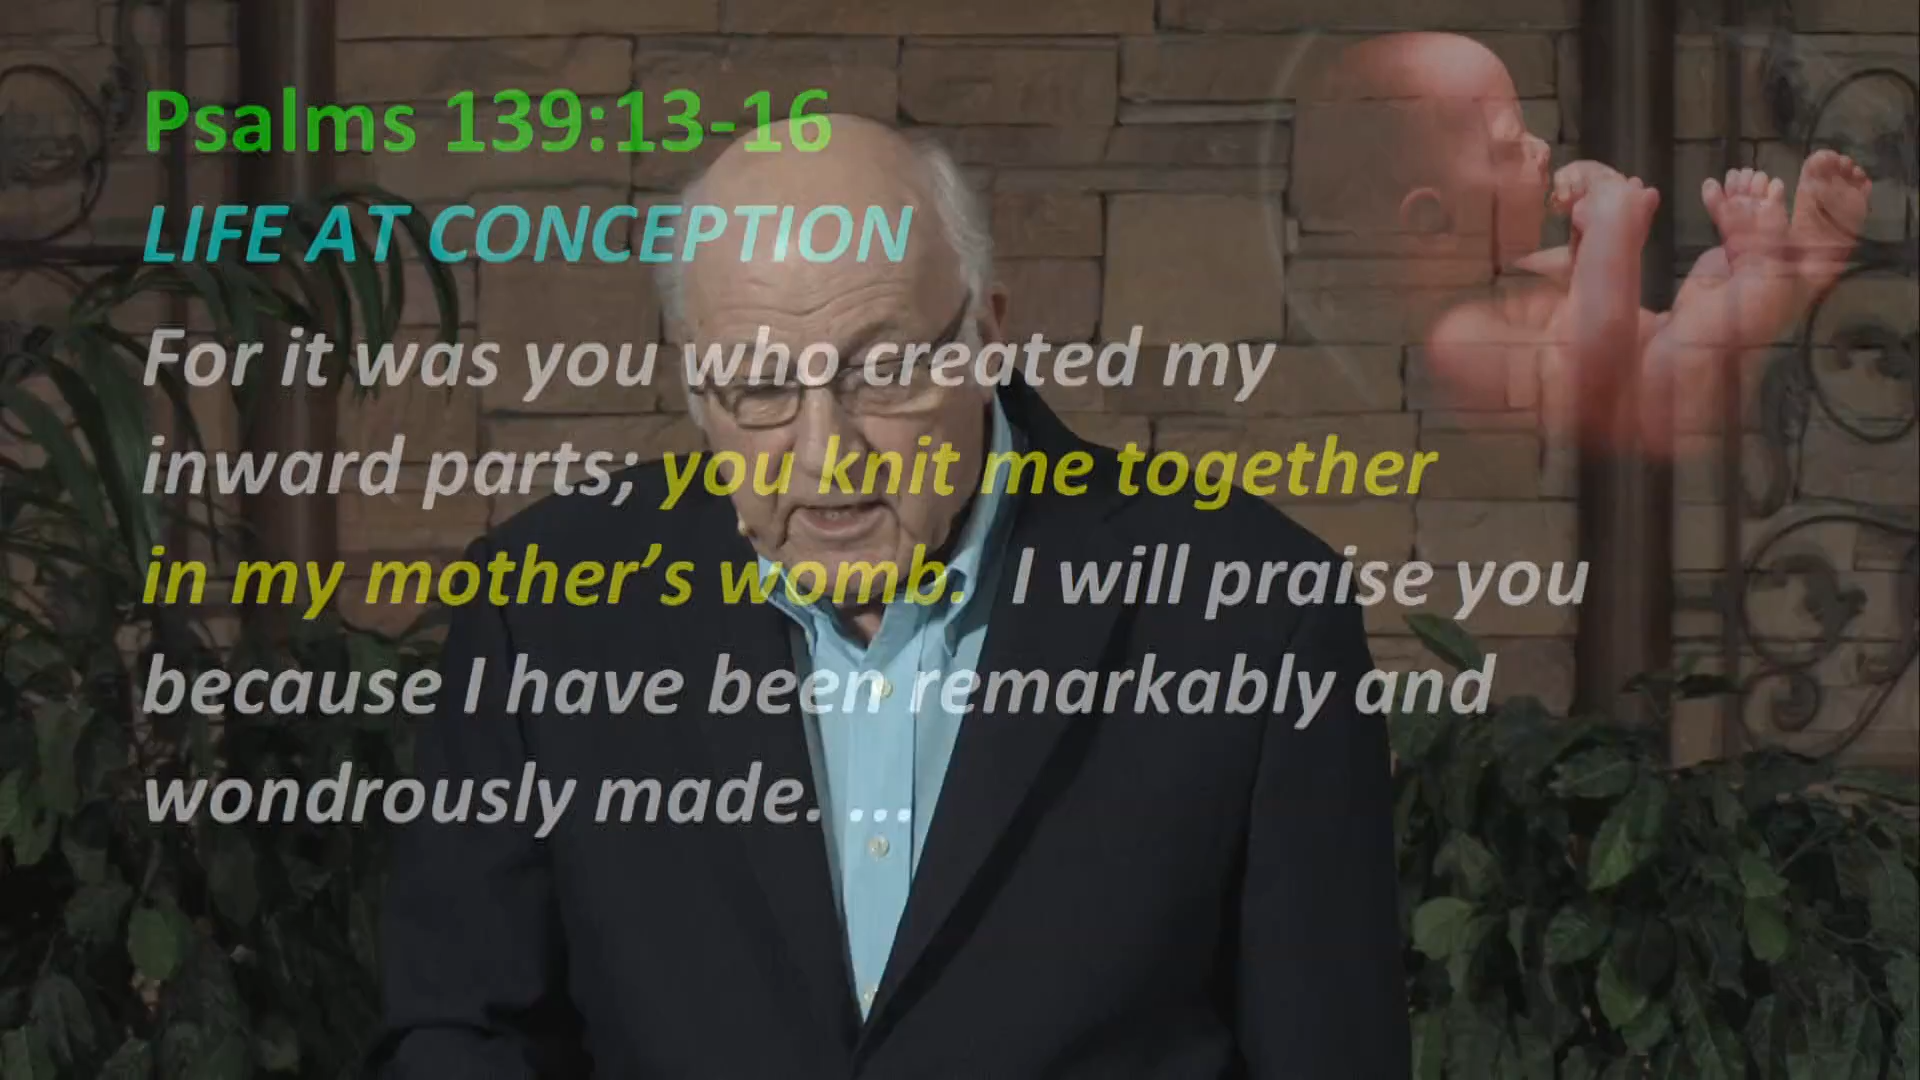 Psalms 139:13-16
LIFE AT CONCEPTION
For it was you who created my
inward parts; you knit me together
in my mother’s womb. I will praise you
because I have been remarkably and
wondrously made. ...